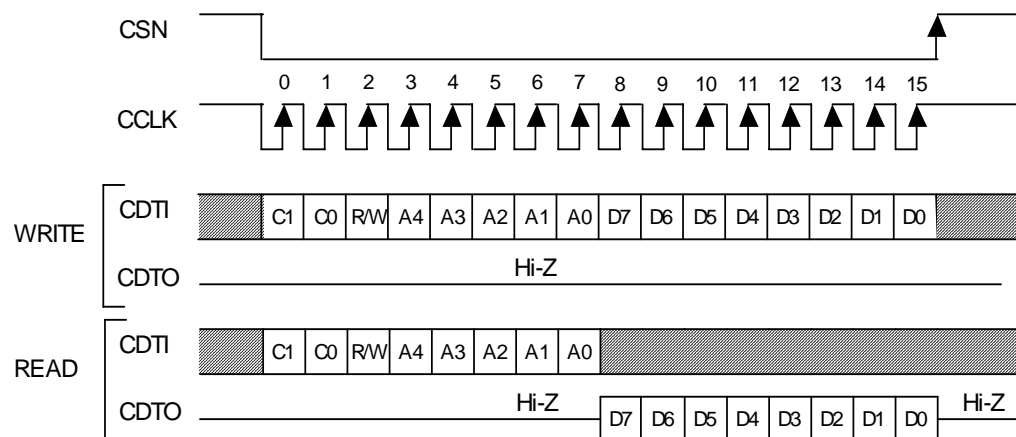 CSN
0 1 2 3 4 5 6 7 8 9 10 11 12 13 14 15
CCLK
WRITE
CDTI C1 C0 R/W A4 A3 A2 A1 A0 D7 D6 D5 D4 D3 D2 D1 D0
CDTO Hi-Z
READ
CDTI C1 C0 R/W A4 A3 A2 A1 A0
CDTO Hi-Z D7 D6 D5 D4 D3 D2 D1 D0 Hi-Z